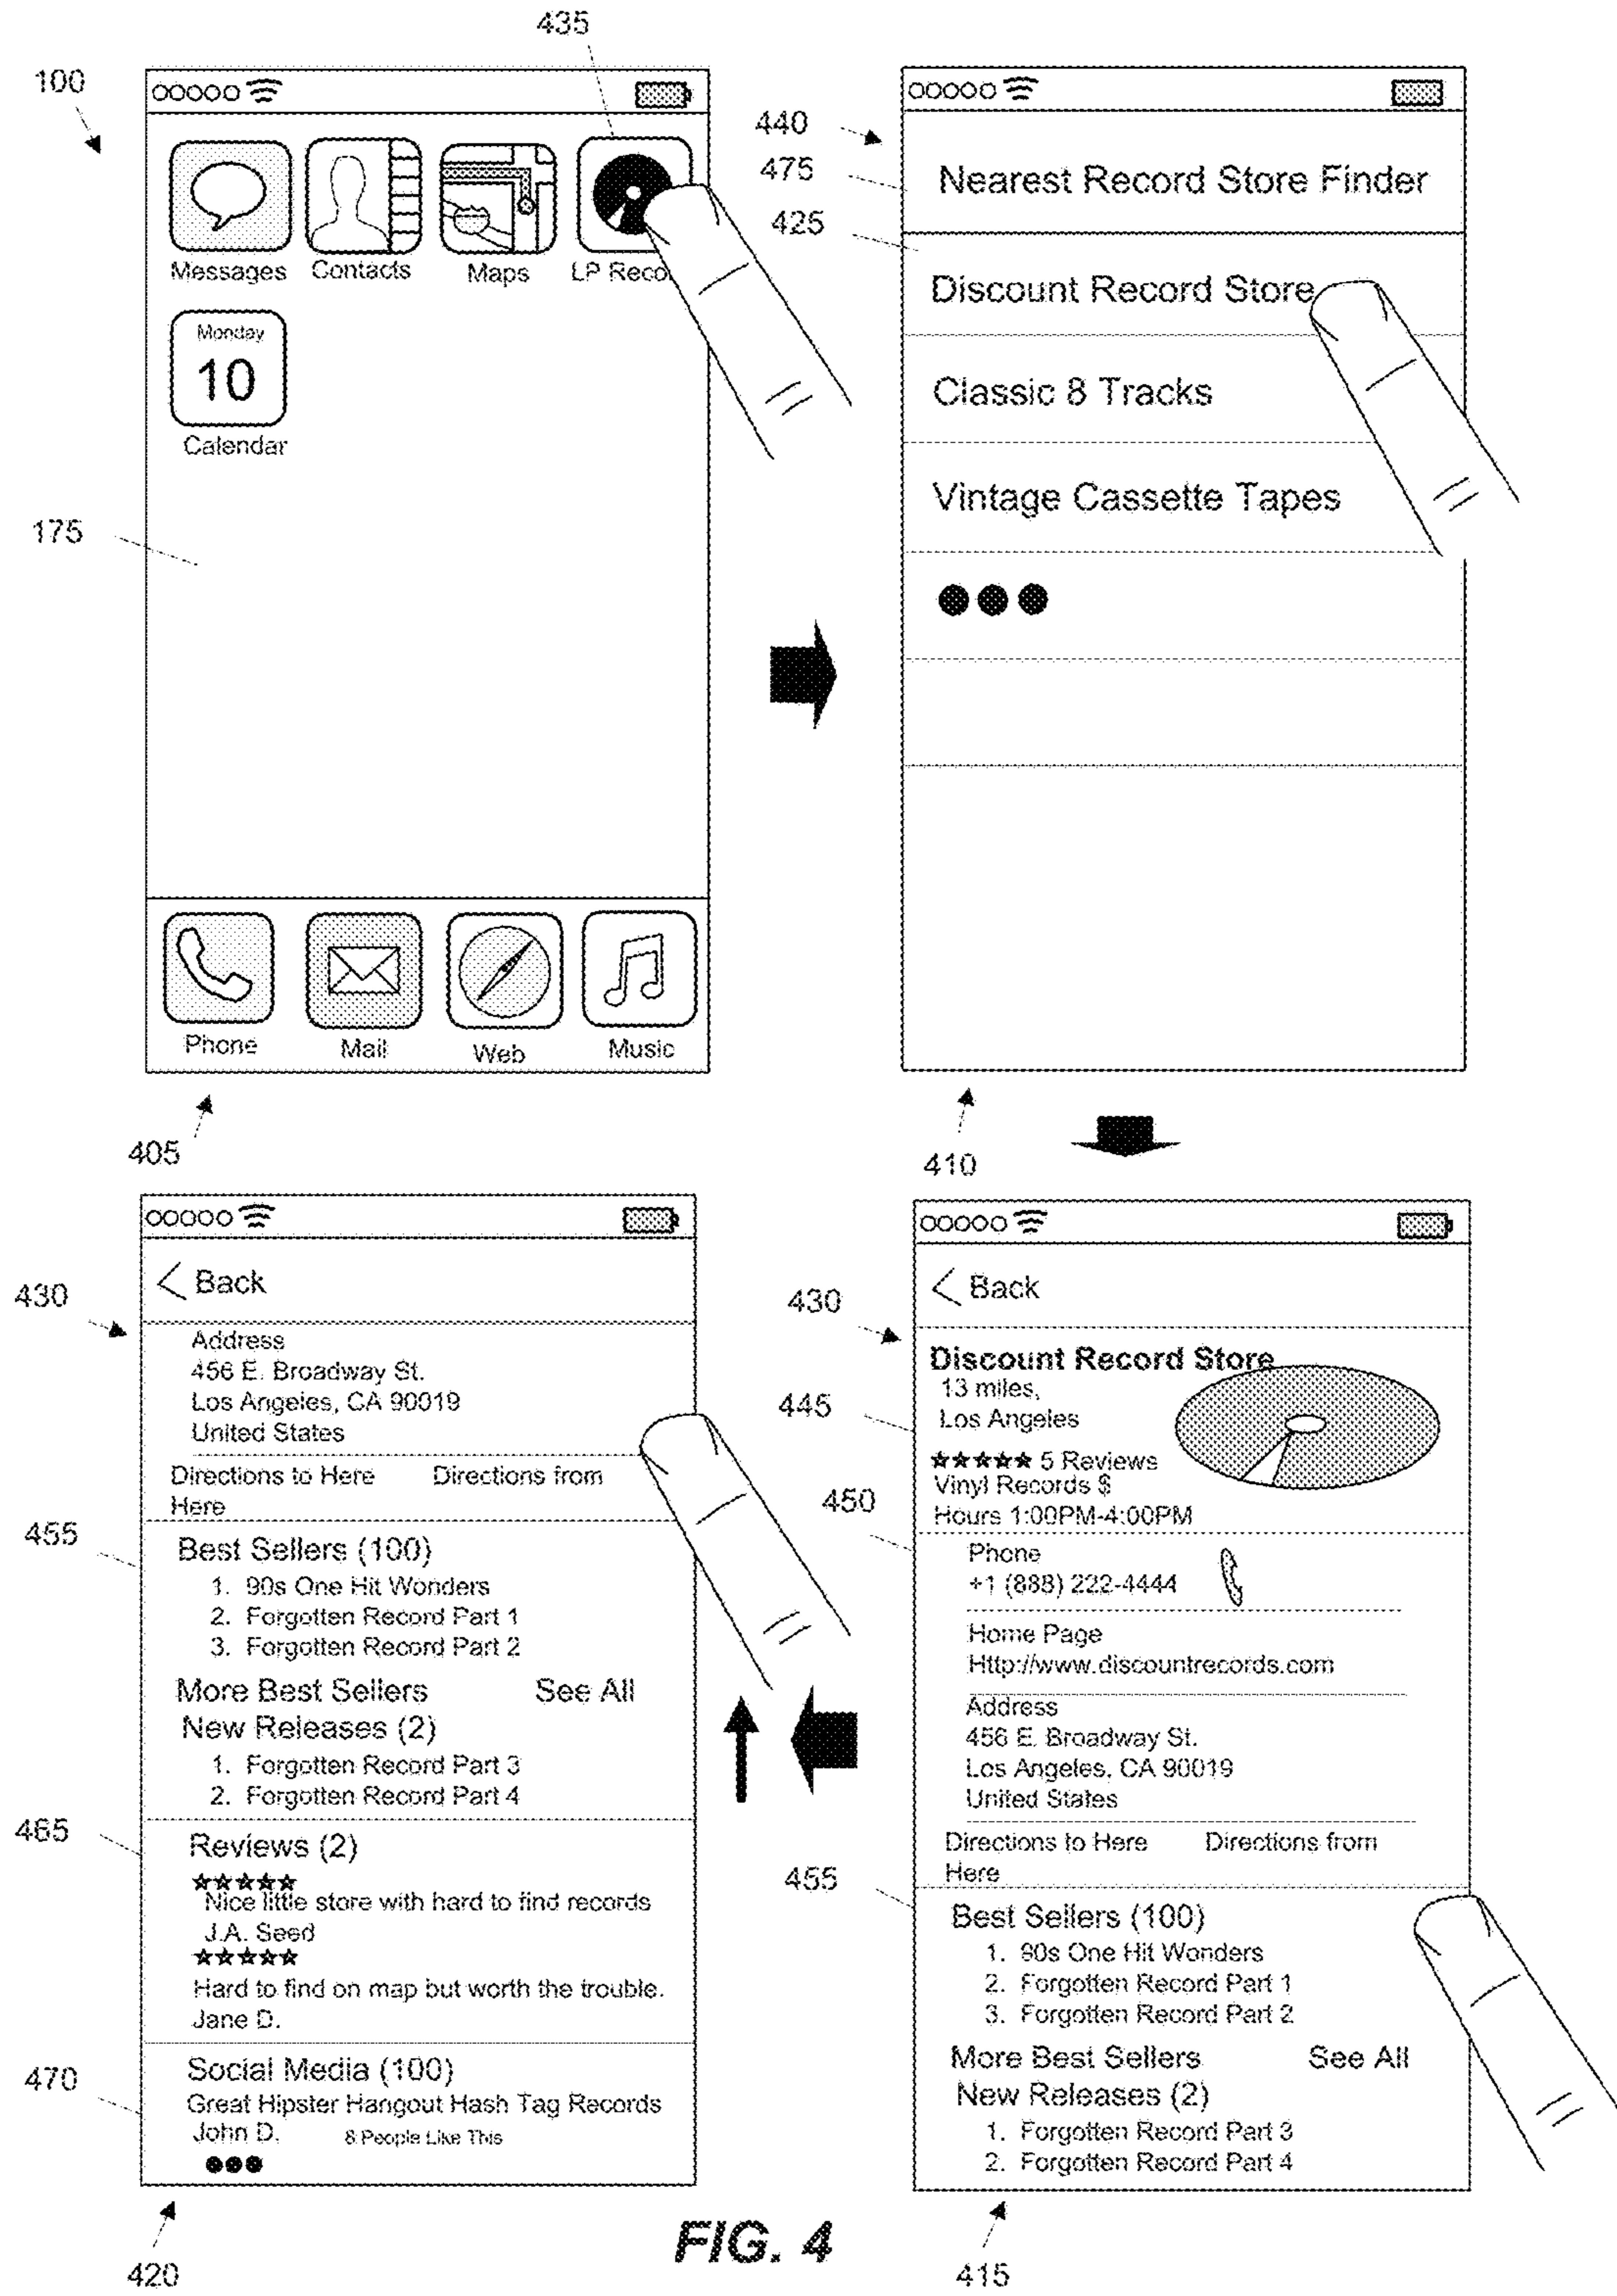 435
100
440
475
425
Nearest Record Store Finder
Messages
Contacts
Maps
LP Recor
Discount Record Store
Monday
10
Calendar
Classic 8 Tracks
Vintage Cassette Tapes
175
Phone
Mail
Web
Music
405
410
430
< Back
Address
456 E. Broadway St.
Los Angeles, CA 90019
United States
Directions to Here Directions from
Here
455
Best Sellers (100)
1. 90s One Hit Wonders
2. Forgotten Record Part 1
3. Forgotten Record Part 2
More Best Sellers See All
New Releases (2)
1. Forgotten Record Part 3
2. Forgotten Record Part 4
465
Reviews (2)
Nice little store with hard to find records
J.A. Seed
Hard to find on map but worth the trouble.
Jane D.
470
Social Media (100)
Great Hipster Hangout Hash Tag Records
John D. 8 People Like This
420
430
< Back
Discount Record Store
13 miles,
Los Angeles
445
5 Reviews
Vinyl Records $
Hours 1:00PM-4:00PM
450
Phone
+1 (888) 222-4444
Home Page
Http://www.discountrecords.com
Address
456 E. Broadway St.
Los Angeles, CA 90019
United States
Directions to Here Directions from
Here
455
Best Sellers (100)
1. 90s One Hit Wonders
2. Forgotten Record Part 1
3. Forgotten Record Part 2
More Best Sellers See All
New Releases (2)
1. Forgotten Record Part 3
2. Forgotten Record Part 4
415
FIG. 4